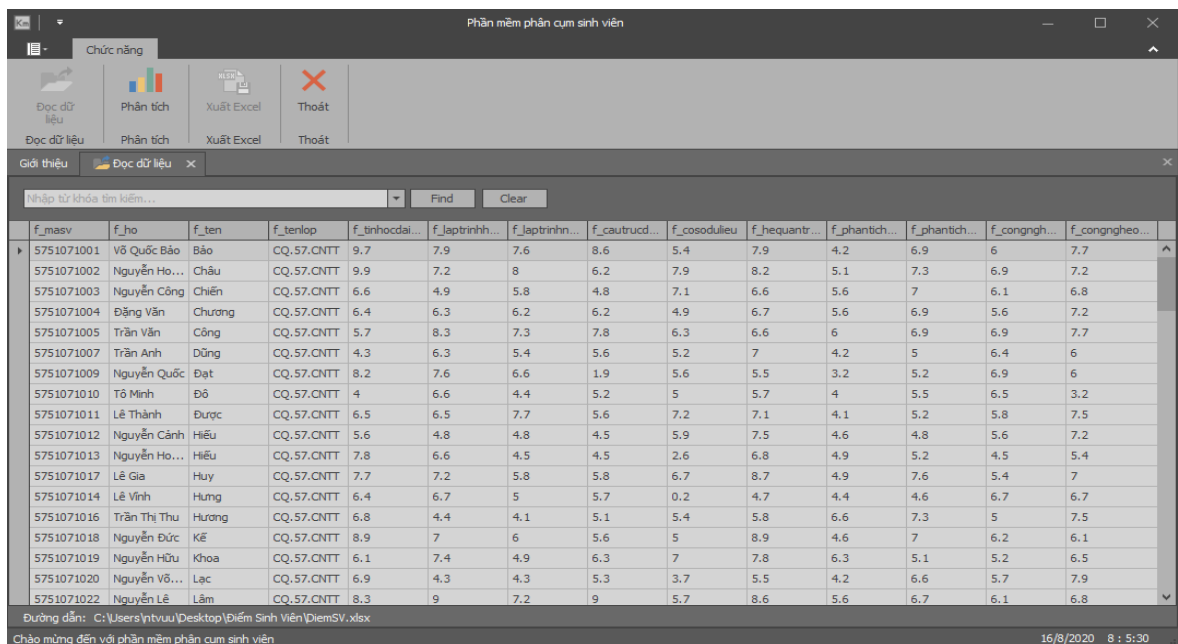 Km
Phần mềm phân cụm sinh viên
Chức năng
XLSX
Đọc dữ liệu
Phân tích
Xuất Excel
Thoát
Đọc dữ liệu Phân tích Xuất Excel Thoát
Giới thiệu Đọc dữ liệu
Nhập từ khóa tìm kiếm... Find Clear
f_masv f_ho f_ten f_tenlop f_tinhocdai... f_laptrinhh... f_laptrinhn... f_cautrucd... f_cosodulieu f_hequantr... f_phantich... f_phantich... f_congngh... f_congngheo...
5751071001 Võ Quốc Bảo Bảo CQ.57.CNTT 9.7 7.9 7.6 8.6 5.4 7.9 4.2 6.9 6 7.7
5751071002 Nguyễn Ho... Châu CQ.57.CNTT 9.9 7.2 8 6.2 7.9 8.2 5.1 7.3 6.9 7.2
5751071003 Nguyễn Công Chiến CQ.57.CNTT 6.6 4.9 5.8 4.8 7.1 6.6 5.6 7 6.1 6.8
5751071004 Đặng Văn Chương CQ.57.CNTT 6.4 6.3 6.2 6.2 4.9 6.7 5.6 6.9 5.6 7.2
5751071005 Trần Văn Công CQ.57.CNTT 5.7 8.3 7.3 7.8 6.3 6.6 6 6.9 6.9 7.7
5751071007 Trần Anh Dũng CQ.57.CNTT 4.3 6.3 5.4 5.6 5.2 7 4.2 5 6.4 6
5751071009 Nguyễn Quốc Đạt CQ.57.CNTT 8.2 7.6 6.6 1.9 5.6 5.5 3.2 5.2 6.9 6
5751071010 Tô Minh Đô CQ.57.CNTT 4 6.6 4.4 5.2 5 5.7 4 5.5 6.5 3.2
5751071011 Lê Thành Được CQ.57.CNTT 6.5 6.5 7.7 5.6 7.2 7.1 4.1 5.2 5.8 7.5
5751071012 Nguyễn Cảnh Hiếu CQ.57.CNTT 5.6 4.8 4.8 4.5 5.9 7.5 4.6 4.8 5.6 7.2
5751071013 Nguyễn Ho... Hiếu CQ.57.CNTT 7.8 6.6 4.5 4.5 2.6 6.8 4.9 5.2 4.5 5.4
5751071017 Lê Gia Huy CQ.57.CNTT 7.7 7.2 5.8 5.8 6.7 8.7 4.9 7.6 5.4 7
5751071014 Lê Vĩnh Hưng CQ.57.CNTT 6.4 6.7 5 5.7 0.2 4.7 4.4 4.6 6.7 6.7
5751071016 Trần Thị Thu Hương CQ.57.CNTT 6.8 4.4 4.1 5.1 5.4 5.8 6.6 7.3 5 7.5
5751071018 Nguyễn Đức Kế CQ.57.CNTT 8.9 7 6 5.6 5 8.9 4.6 7 6.2 6.1
5751071019 Nguyễn Hữu Khoa CQ.57.CNTT 6.1 7.4 4.9 6.3 7 7.8 6.3 5.1 5.2 6.5
5751071020 Nguyễn Võ... Lạc CQ.57.CNTT 6.9 4.3 4.3 5.3 3.7 5.5 4.2 6.6 5.7 7.9
5751071022 Nguyễn Lê Lâm CQ.57.CNTT 8.3 9 7.2 9 5.7 8.6 5.6 6.7 6.1 6.8
Đường dẫn: C:\Users\ntvuu\Desktop\Điểm Sinh Viên\DiemSV.xlsx
Chào mừng đến với phần mềm phân cụm sinh viên 16/8/2020 8 : 5:30